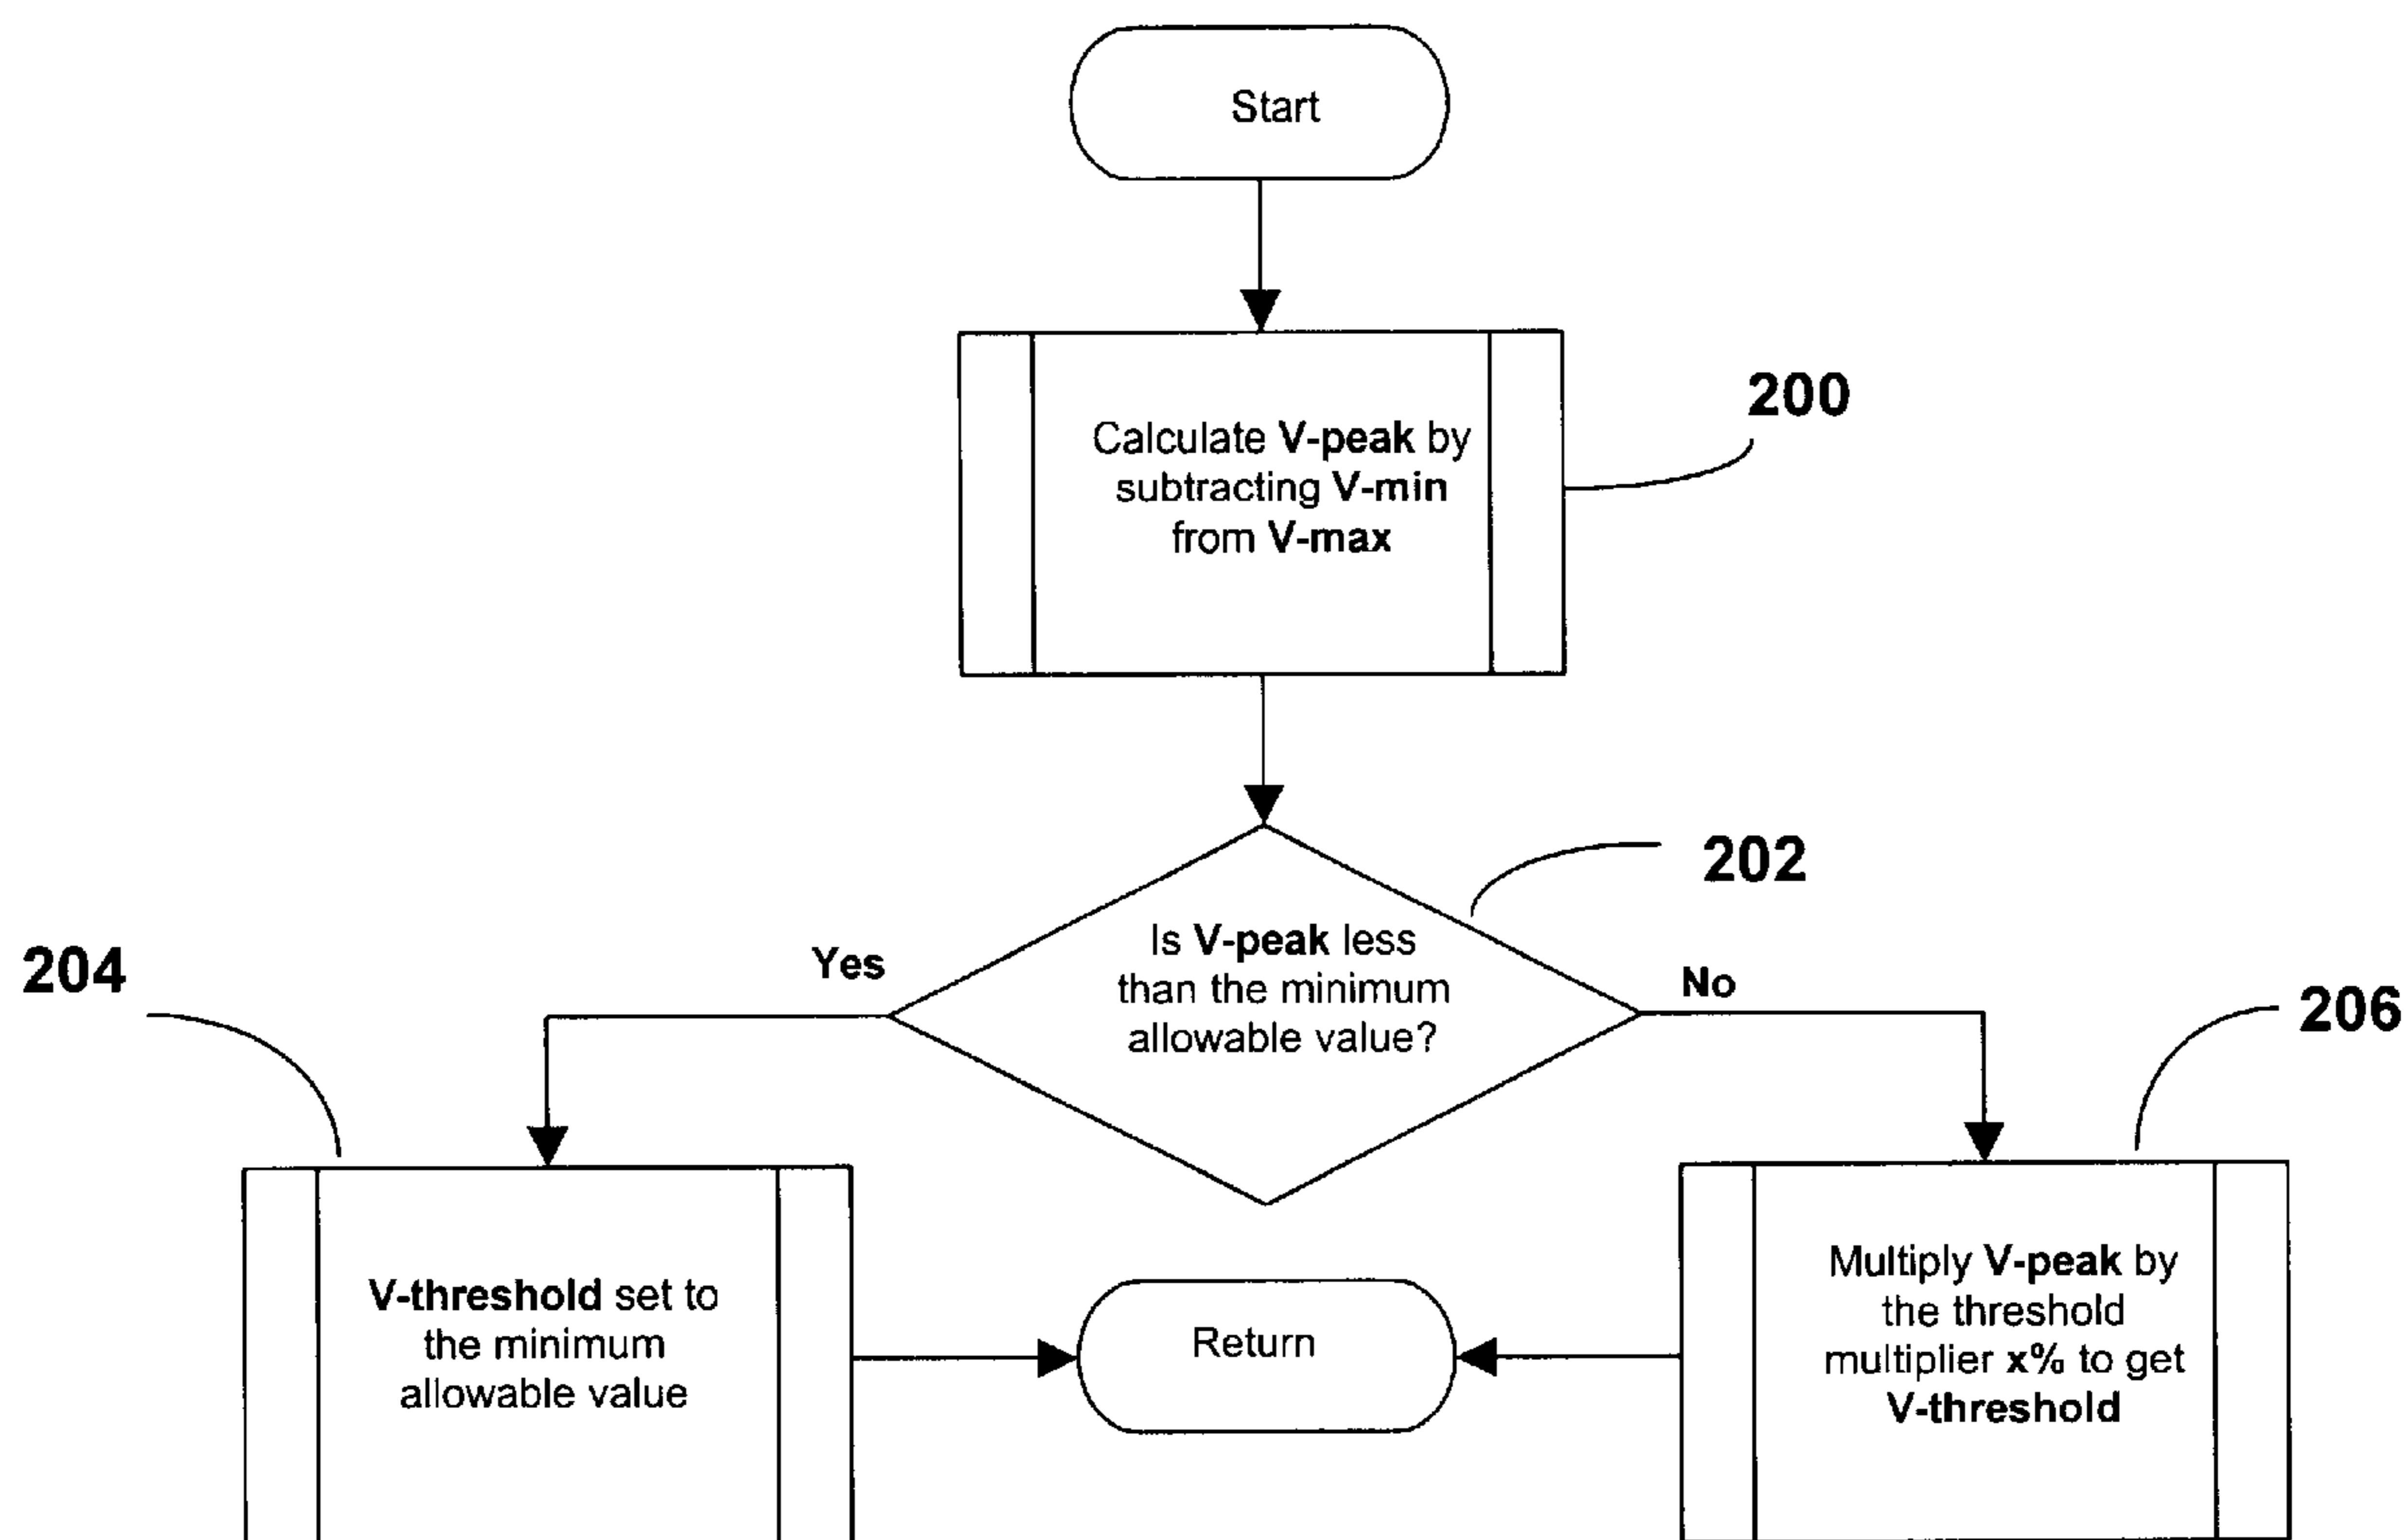 Start
Calculate V-peak by
subtracting V-min
from V-max
200
202
Is V-peak less
than the minimum
allowable value?
Yes
No
204
206
V-threshold set to
the minimum
allowable value
Return
Multiply V-peak by
the threshold
multiplier x% to get
V-threshold